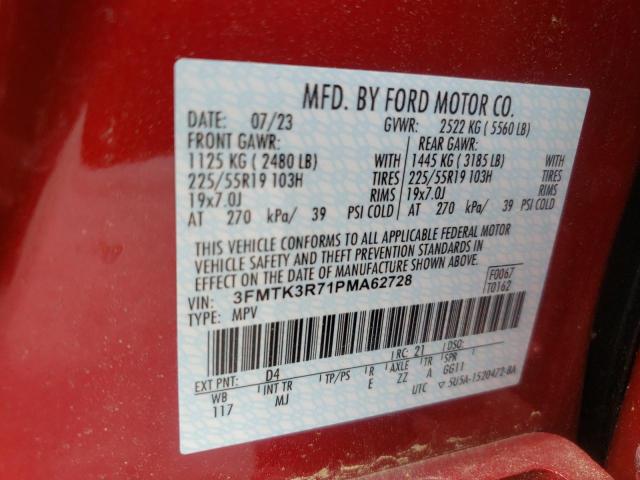 MFD. BY FORD MOTOR CO.
DATE: 07/23 GVWR: 2522 KG ( 5560 LB)
FRONT GAWR: REAR GAWR:
1125 KG ( 2480 LB) WITH 1445 KG ( 3185 LB) WITH
225/55R19 103H TIRES 225/55R19 103H TIRES
19x7.0J RIMS 19x7.0J RIMS
AT 270 kPa/ 39 PSI COLD AT 270 kPa/ 39 PSI COLD
THIS VEHICLE CONFORMS TO ALL APPLICABLE FEDERAL MOTOR
VEHICLE SAFETY AND THEFT PREVENTION STANDARDS IN
EFFECT ON THE DATE OF MANUFACTURE SHOWN ABOVE.
VIN: 3FMTK3R71PMA62728 F0067
TYPE: MPV T0162
EXT PNT: D4 RC: 21 DSO:
WB INT TR TP/PS R AXLE TR SPR
117 MJ E ZZ A GG11
UTC ▽ 5U5A-1520472-BA